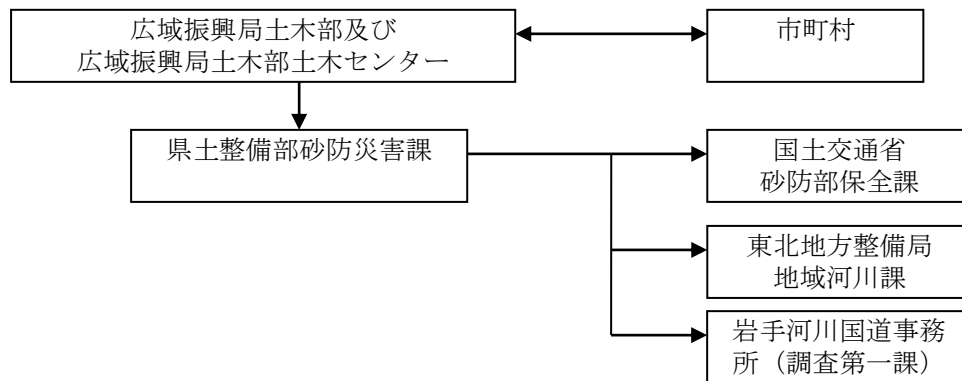 広域振興局土木部及び
広域振興局土木部土木センター
市町村
県土整備部砂防災害課
国土交通省
砂防部保全課
東北地方整備局
地域河川課
岩手河川国道事務
所（調査第一課）